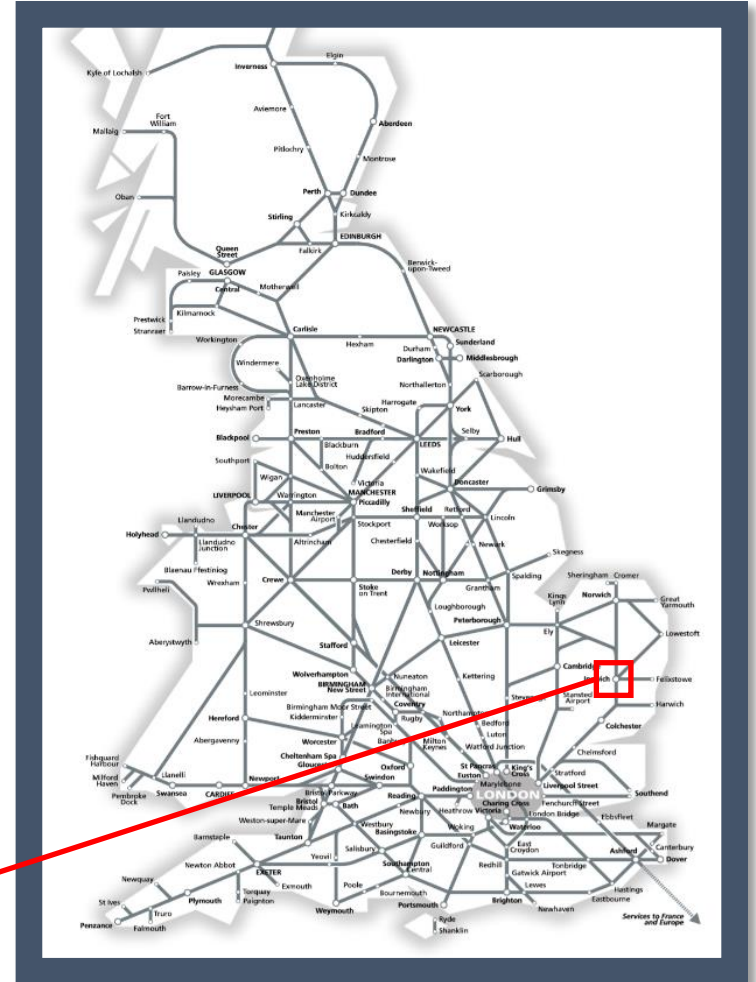 Elgin
Inverness
Kyle of Lochalsh
Aviemore
Fort
William
Aberdeen
Mallaig
Pitlochry
Montrose
Perth
Dundee
Oban
Stirling
Kirkcaldy
EDINBURGH
Queen
Street
Falkirk
Berwick-
upon-Tweed
Paisley
GLASGOW
Central
Motherwell
Prestwick
Kilmarnock
Stranraer
Carlisle
NEWCASTLE
Workington
Hexham
Durham
Sunderland
Darlington
Middlesbrough
Windermere
Scarborough
Oxenholme
Lake District
Barrow-in-Furness
Northallerton
Morecambe
Heysham Port
Lancaster
Harrogate
York
Skipton
Blackpool
Preston
Bradford
Selby
Blackburn
LEEDS
Hull
Huddersfield
Southport
Bolton
Wakefield
Wigan
Victoria
Doncaster
LIVERPOOL
Warrington
MANCHESTER
Piccadilly
Grimsby
Sheffield
Retford
Manchester
Airport
Lincoln
Llandudno
Stockport
Worksop
Holyhead
Chester
Llandudno
Junction
Altrincham
Chesterfield
Newark
Skegness
Blaenau Ffestiniog
Derby
Nottingham
Spalding
Sheringham
Cromer
Pwllheli
Wrexham
Crewe
Stoke
on Trent
Grantham
Kings
Lynn
Norwich
Great
Yarmouth
Loughborough
Peterborough
Shrewsbury
Ely
Lowestoft
Aberystwyth
Stafford
Leicester
Cambridge
Wolverhampton
Nuneaton
Kettering
Felixstowe
BIRMINGHAM
New Street
Birmingham
International
Stansted
Airport
Leominster
Coventry
Harwich
Birmingham Moor Street
Kidderminster
Rugby
Northampton
Hereford
Leamington
Spa
Bedford
Colchester
Worcester
Milton
Keynes
Luton
Abergavenny
Watford Junction
Chelmsford
Cheltenham Spa
Fishguard
Harbour
Oxford
St Pancras
King's
Cross
Stratford
Llanelli
Euston
Milford
Haven
Newport
Swindon
Marylebone
Liverpool Street
Pembroke
Dock
Swansea
CARDIFF
Bristol Parkway
Reading
Paddington
LONDON
Southend
Bristol
Temple Meads
Bath
Charing Cross
Fenchurch Street
Newbury
Heathrow
Victoria
London Bridge
Ebbsfleet
Weston-super-Mare
Westbury
Waterloo
Margate
Basingstoke
Woking
Barnstaple
Taunton
East
Croydon
Canterbury
Salisbury
Guildford
Ashford
Yeovil
Redhill
Tonbridge
Dover
Newton Abbot
EXETER
Southampton
Central
Gatwick Airport
Newquay
Exmouth
Poole
Lewes
Hastings
Torquay
Bournemouth
Eastbourne
St Ives
Plymouth
Paignton
Portsmouth
Brighton
Newhaven
Truro
Weymouth
Ryde
Services to France
and Europe
Penzance
Falmouth
Shanklin